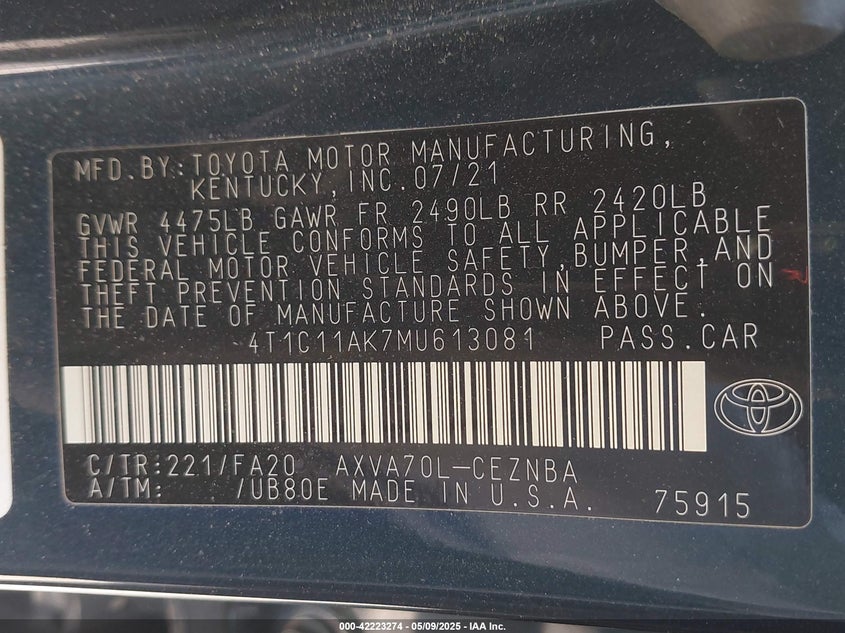 MFD.BY:TOYOTA MOTOR MANUFACTURING,
KENTUCKY,INC.07/21
GVWR 4475LB GAWR FR 2490LB RR 2420LB
THIS VEHICLE CONFORMS TO ALL APPLICABLE
FEDERAL MOTOR VEHICLE SAFETY,BUMPER,AND
THEFT PREVENTION STANDARDS IN EFFECT ON
THE DATE OF MANUFACTURE SHOWN ABOVE.
4T1C11AK7MU613081 PASS.CAR
C/TR:221/FA20 AXVA70L-CEZNBA
A/TM: /UB80E MADE IN U.S.A. 75915
000-42223274 - 05/09/2025 - IAA Inc.